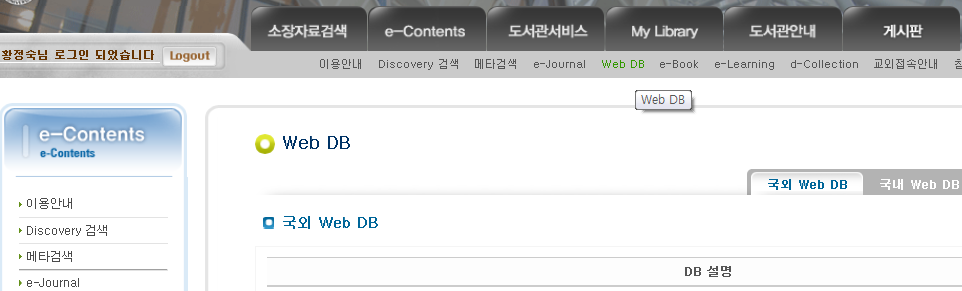 소장자료검색 e-Contents 도서관서비스 My Library 도서관안내 게시판
황정숙님 로그인 되었습니다 Logout
이용안내 Discovery 검색 메타검색 e-Journal Web DB e-Book e-Learning d-Collection 교외접속안내
Web DB
e-Contents
e-Contents
이용안내
Discovery 검색
메타검색
e-Journal
Web DB
국외 Web DB 국내 Web DB
국외 Web DB
DB 설명